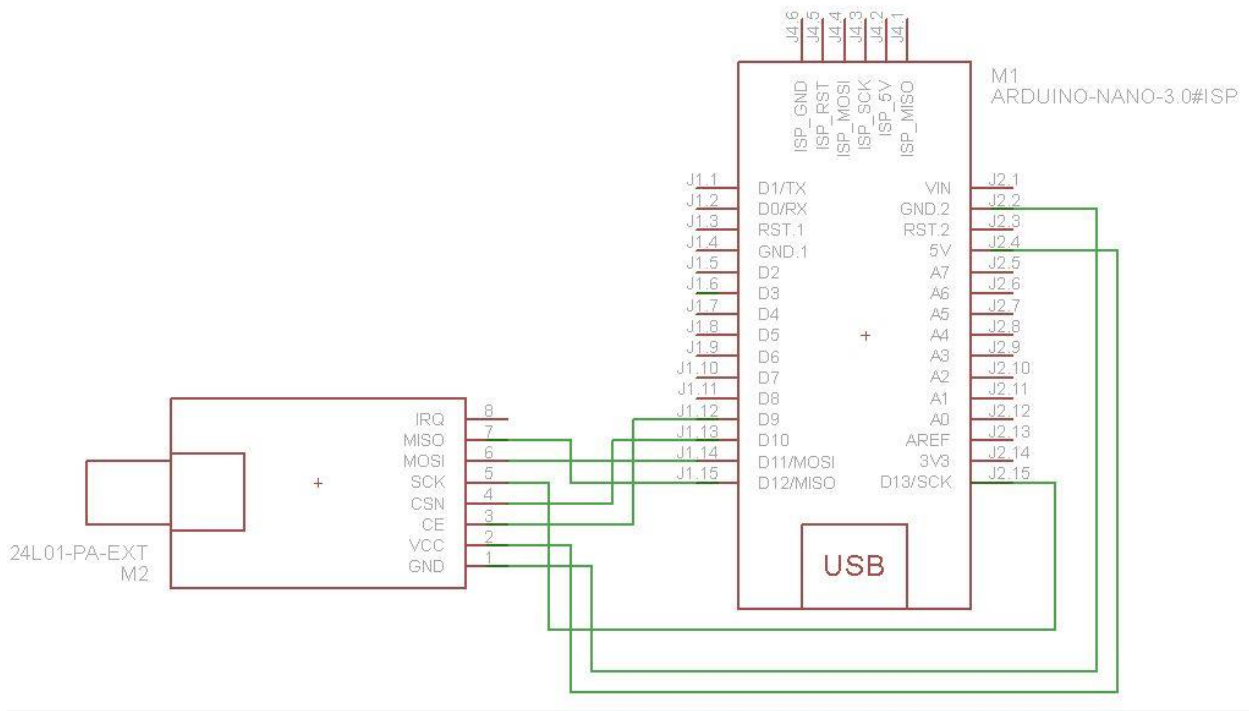 J4.6
J4.5
J4.4
J4.3
J4.2
J4.1
M1
ARDUINO-NANO-3.0#ISP
ISP_GND
ISP_RST
ISP_MOSI
ISP_SCK
ISP_5V
ISP_MISO
J1.1 D1/TX VIN J2.1
J1.2 D0/RX GND.2 J2.2
J1.3 RST.1 RST.2 J2.3
J1.4 GND.1 5V J2.4
J1.5 D2 A7 J2.5
J1.6 D3 A6 J2.6
J1.7 D4 A5 J2.7
J1.8 D5 A4 J2.8
J1.9 D6 A3 J2.9
J1.10 D7 A2 J2.10
J1.11 D8 A1 J2.11
J1.12 D9 A0 J2.12
J1.13 D10 AREF J2.13
J1.14 D11/MOSI 3V3 J2.14
J1.15 D12/MISO D13/SCK J2.15
IRQ 8
MISO 7
MOSI 6
SCK 5
CSN 4
CE 3
VCC 2
GND 1
24L01-PA-EXT
M2
USB